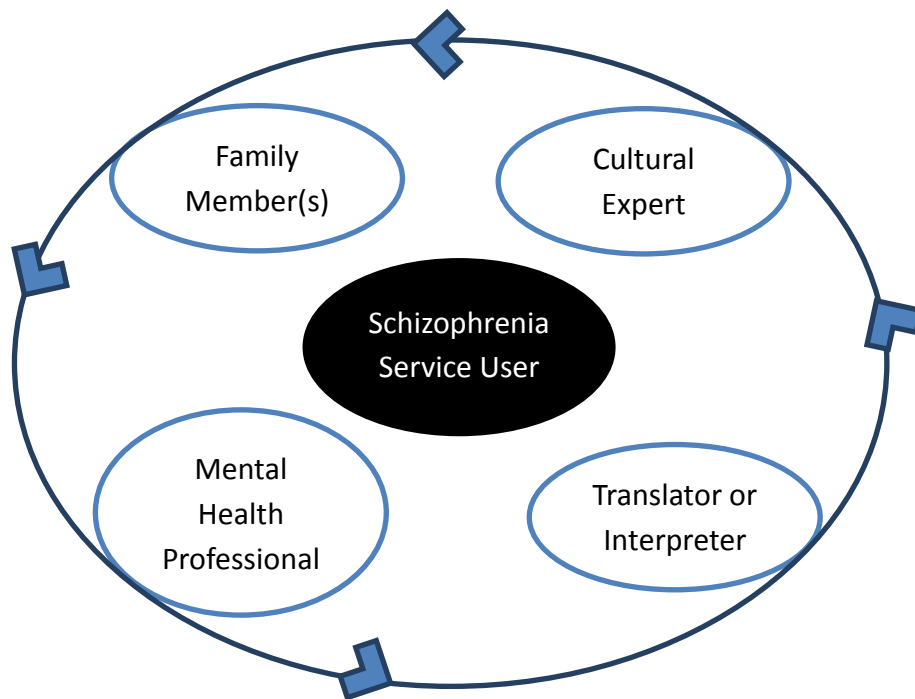 Family
Member(s)
Cultural
Expert
Schizophrenia
Service User
Mental
Health
Professional
Translator or
Interpreter